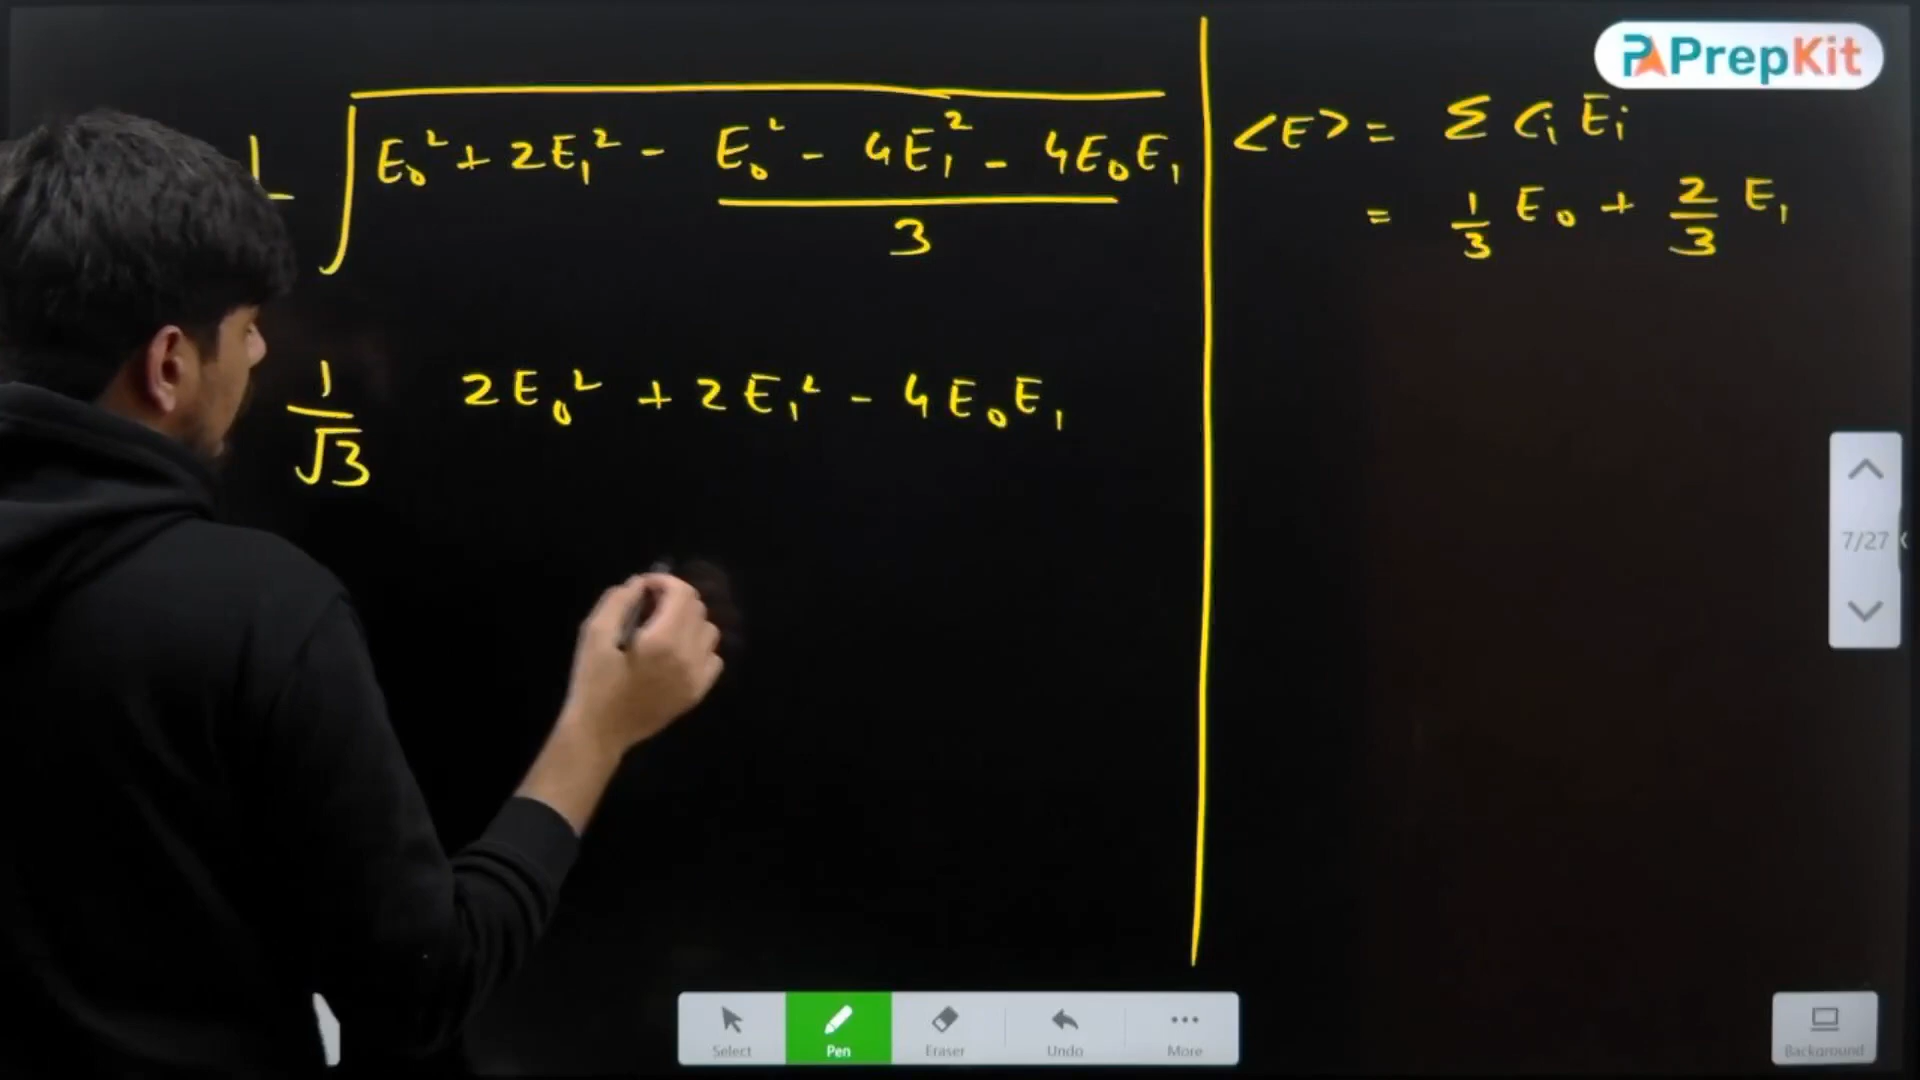 PrepKit
1 √ E₀² + 2E₁² - E₀² - 4E₁² - 4E₀E₁
3
1/√3 2E₀² + 2E₁² - 4E₀E₁
<E> = Σ Ci Ei
= 1/3 E₀ + 2/3 E₁
7/27
Select Pen Eraser Undo More
Background